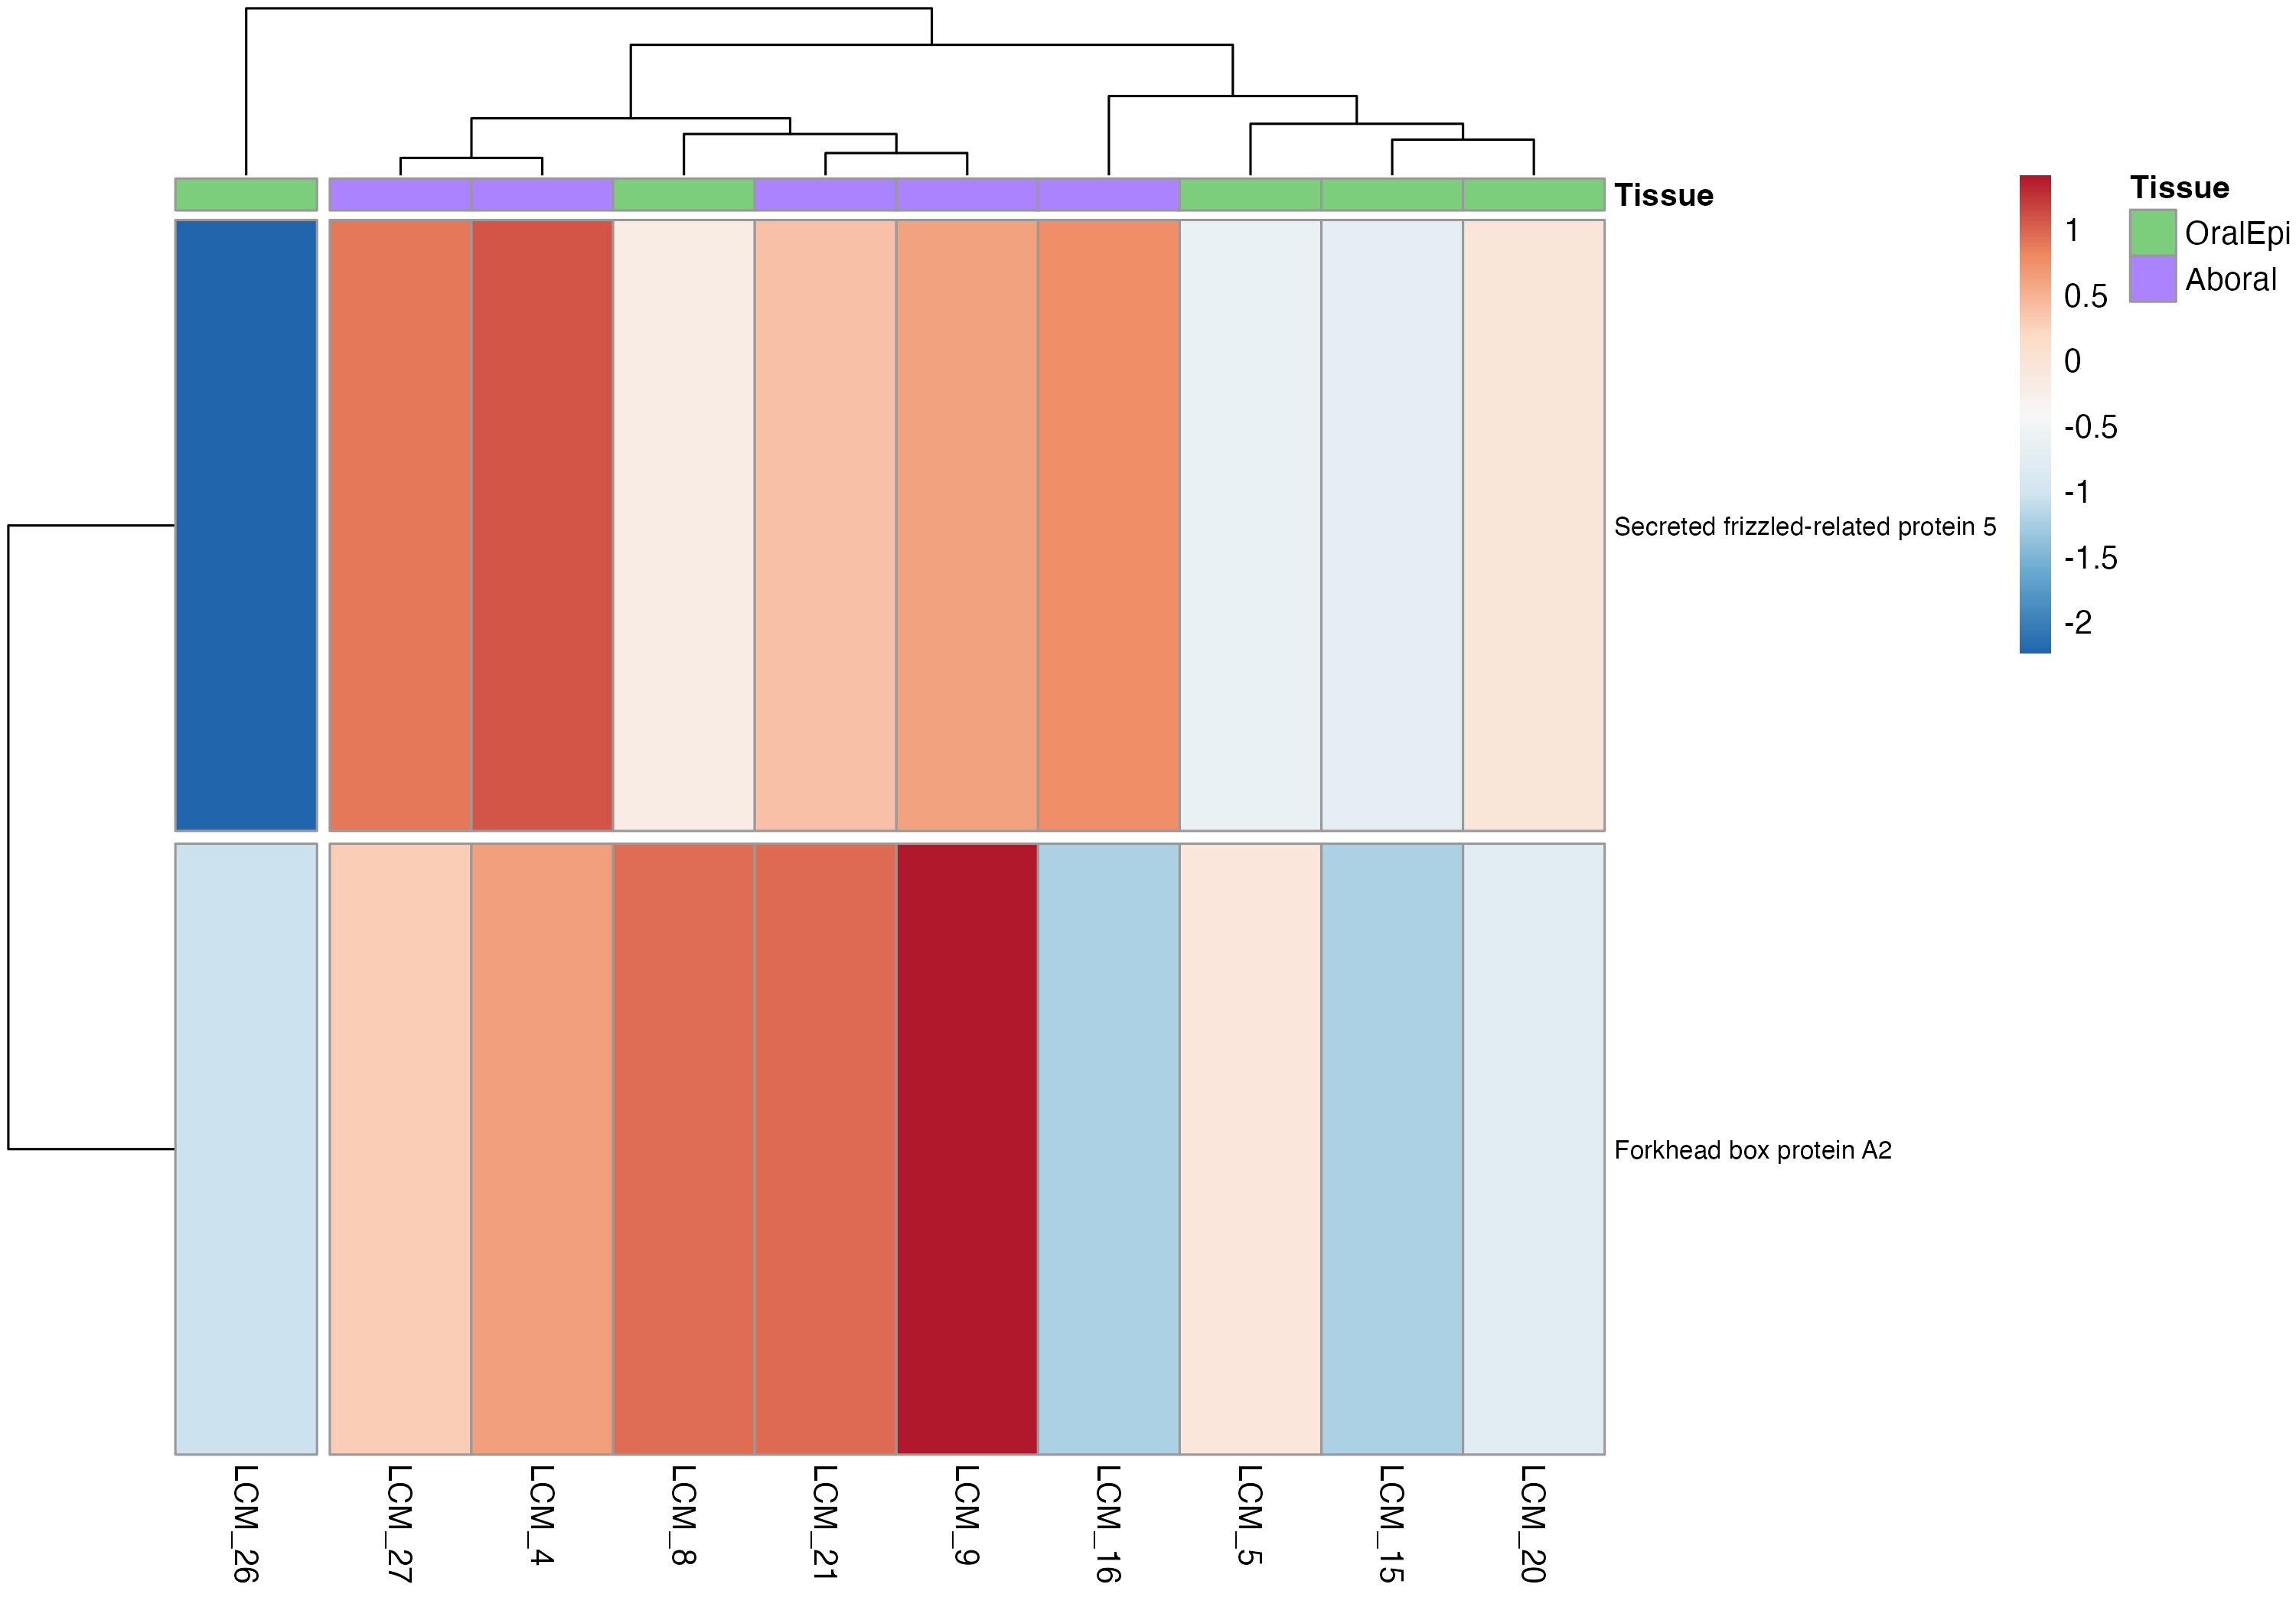 Tissue
Tissue
OralEpi
Aboral
1
0.5
0
-0.5
-1
-1.5
-2
Secreted frizzled-related protein 5
Forkhead box protein A2
LCM_26
LCM_27
LCM_4
LCM_8
LCM_21
LCM_9
LCM_16
LCM_5
LCM_15
LCM_20